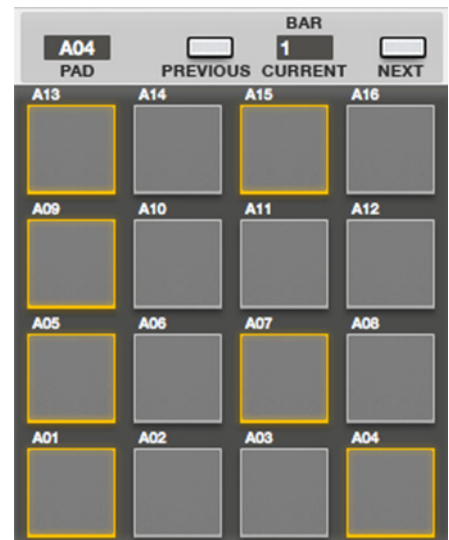 BAR
A04 1
PAD PREVIOUS CURRENT NEXT
A13 A14 A15 A16
A09 A10 A11 A12
A05 A06 A07 A08
A01 A02 A03 A04